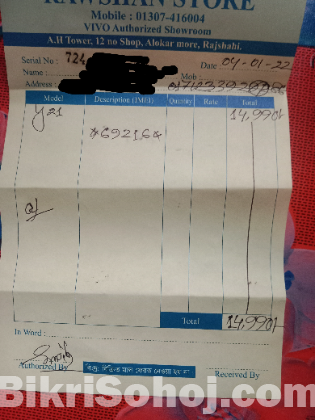 RAWSHAN STORE
Mobile : 01307-416004
VIVO Authorized Showroom
A.H Tower, 12 no Shop, Alokar more, Rajshahi.
Serial No : 724 Date 04-01-22
Name : Mob :
Address :
Model Description (IMEI) Quantity Rate Total
Y21 14,990/-
*69216*
Total 14,990/-
In Word :
Authorized By Received By
BikriSohoj.com